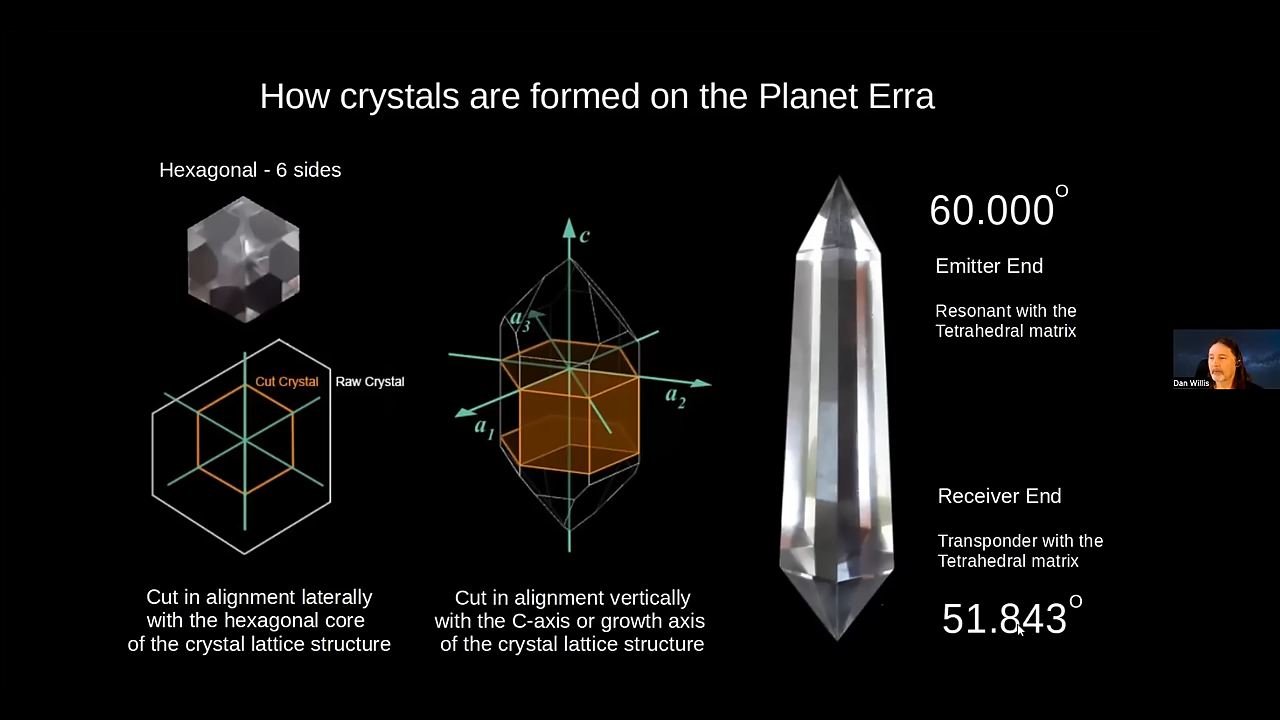 How crystals are formed on the Planet Erra
Hexagonal - 6 sides
Cut Crystal
Raw Crystal
Cut in alignment laterally
with the hexagonal core
of the crystal lattice structure
c
a3
a2
a1
Cut in alignment vertically
with the C-axis or growth axis
of the crystal lattice structure
60.000O
Emitter End
Resonant with the
Tetrahedral matrix
Receiver End
Transponder with the
Tetrahedral matrix
51.843O
Dan Willis